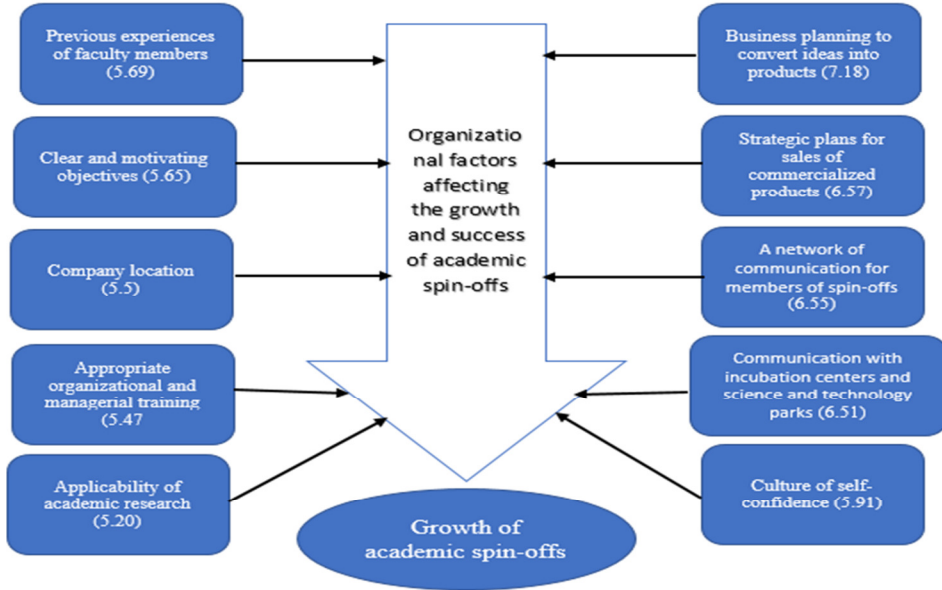 Previous experiences
of faculty members
(5.69)
Clear and motivating
objectives (5.65)
Company location
(5.5)
Appropriate
organizational and
managerial training
(5.47
Applicability of
academic research
(5.20)
Organizatio
nal factors
affecting
the growth
and success
of academic
spin-offs
Business planning to
convert ideas into
products (7.18)
Strategic plans for
sales of
commercialized
products (6.57)
A network of
communication for
members of spin-offs
(6.55)
Communication with
incubation centers and
science and technology
parks (6.51)
Culture of self-
confidence (5.91)
Growth of
academic spin-offs